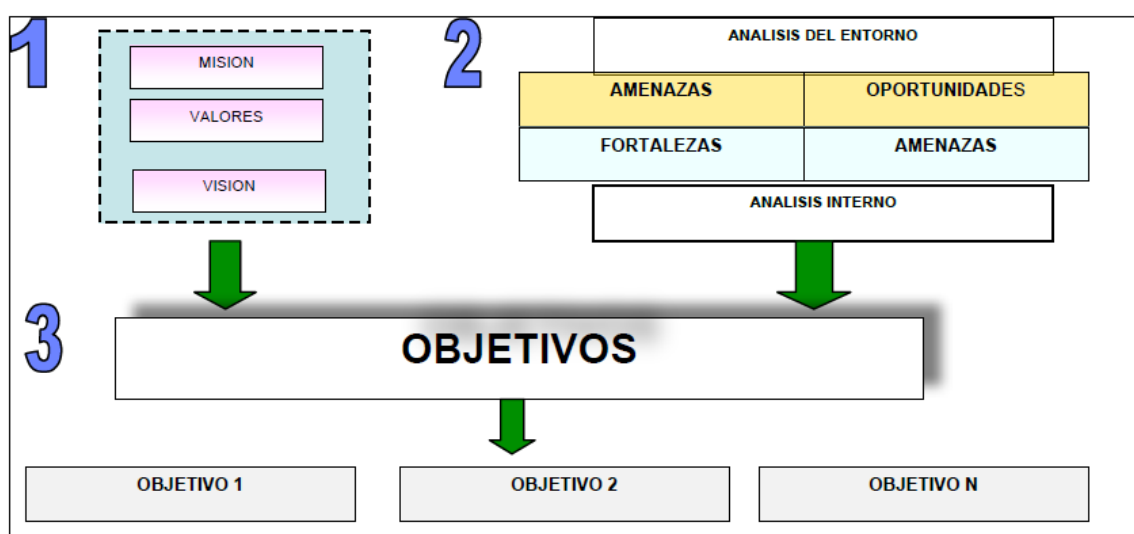 1
MISION
VALORES
VISION
2
ANALISIS DEL ENTORNO
AMENAZAS OPORTUNIDADES
FORTALEZAS AMENAZAS
ANALISIS INTERNO
3
OBJETIVOS
OBJETIVO 1 OBJETIVO 2 OBJETIVO N